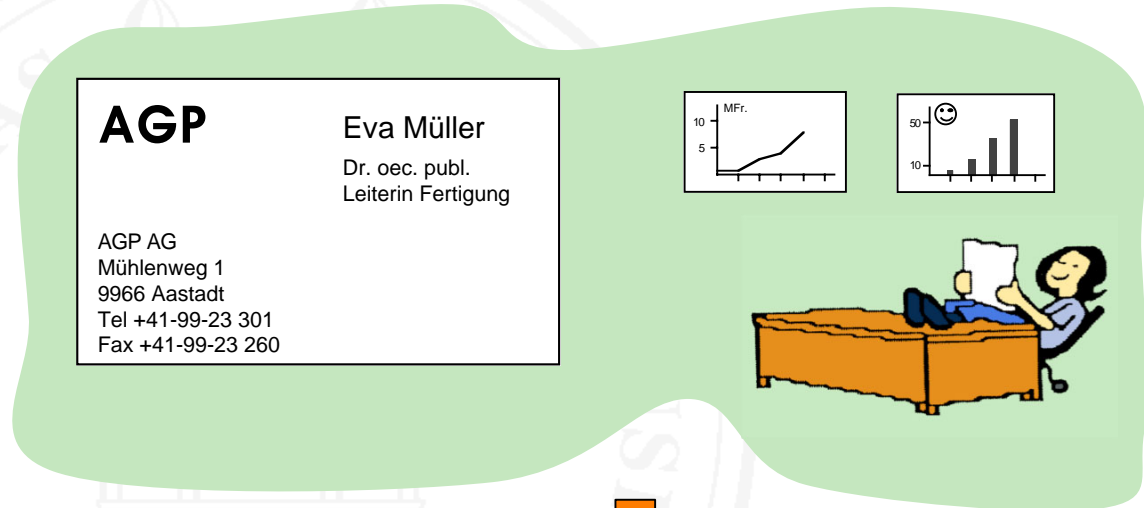 AGP
Eva Müller
Dr. oec. publ.
Leiterin Fertigung
AGP AG
Mühlenweg 1
9966 Aastadt
Tel +41-99-23 301
Fax +41-99-23 260
MFr.
10
5
50
10